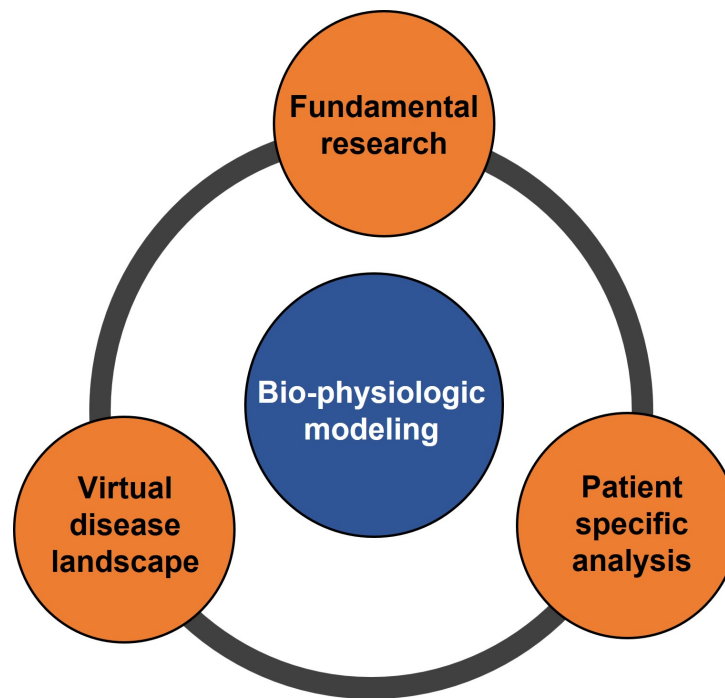 Fundamental
research
Bio-physiologic
modeling
Virtual
disease
landscape
Patient
specific
analysis